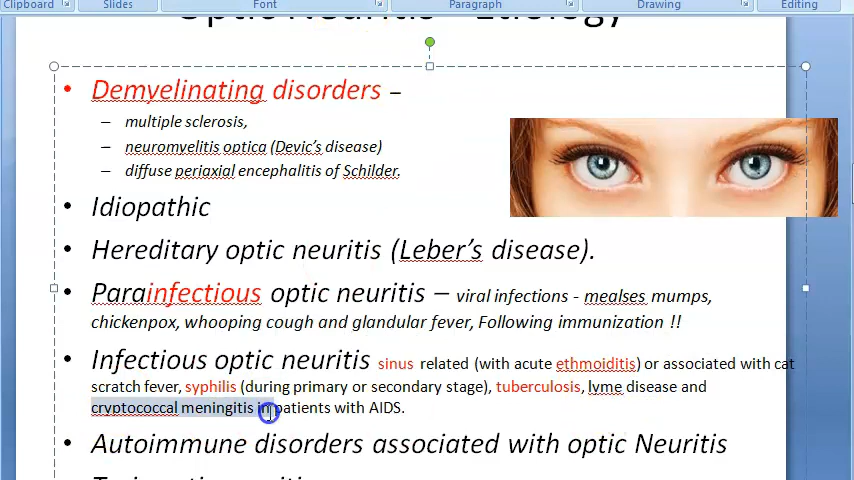 Clipboard
Slides
Font
Paragraph
Drawing
Editing
Optic Neuritis - Etiology
• Demyelinating disorders –
– multiple sclerosis,
– neuromyelitis optica (Devic's disease)
– diffuse periaxial encephalitis of Schilder.
• Idiopathic
• Hereditary optic neuritis (Leber's disease).
• Parainfectious optic neuritis – viral infections - mealses mumps,
chickenpox, whooping cough and glandular fever, Following immunization !!
• Infectious optic neuritis sinus related (with acute ethmoiditis) or associated with cat
scratch fever, syphilis (during primary or secondary stage), tuberculosis, lyme disease and
cryptococcal meningitis in patients with AIDS.
• Autoimmune disorders associated with optic Neuritis